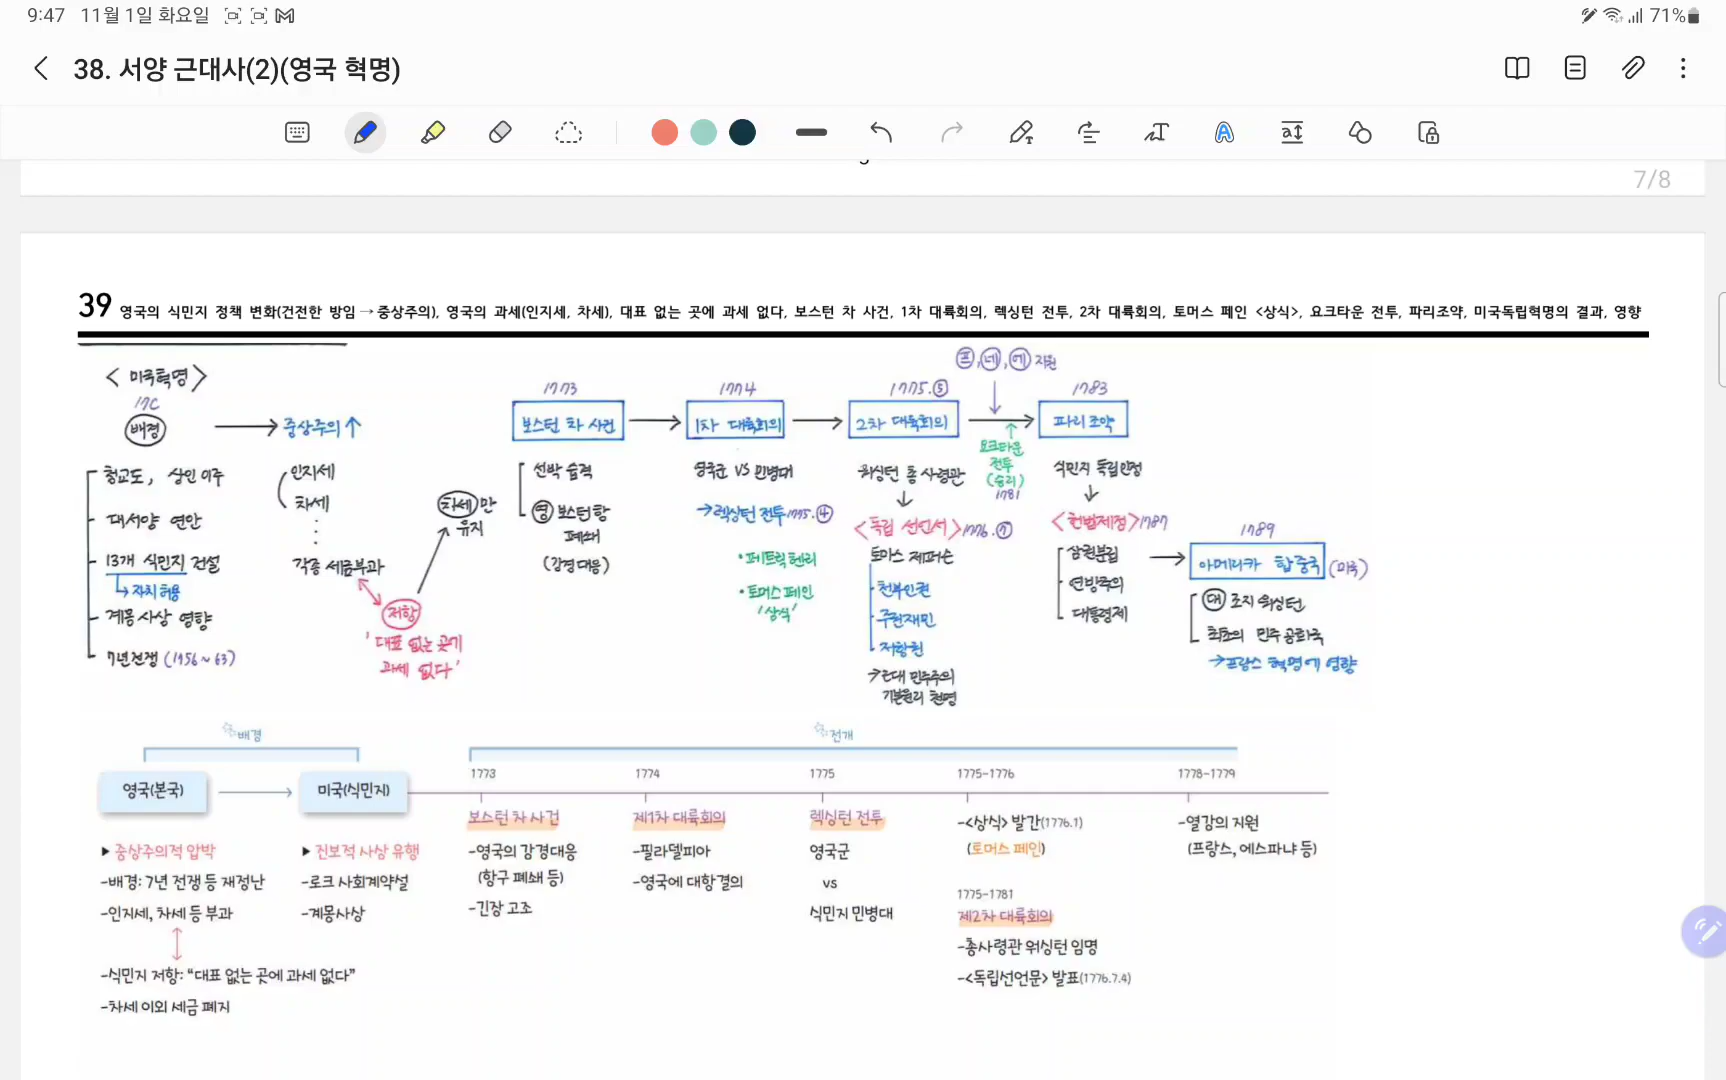 9:47 11월 1일 화요일
71%
38. 서양 근대사(2)(영국 혁명)
7/8
39 영국의 식민지 정책 변화(건전한 방임→중상주의), 영국의 과세(인지세, 차세), 대표 없는 곳에 과세 없다, 보스턴 차 사건, 1차 대륙회의, 렉싱턴 전투, 2차 대륙회의, 토머스 페인 <상식>, 요크타운 전투, 파리조약, 미국독립혁명의 결과, 영향
<미국혁명>
17C
배경
중상주의↑
청교도, 상인 이주
대서양 연안
13개 식민지 건설
↳자치 허용
계몽사상 영향
7년전쟁 (1756~63)
인지세
차세
각종 세금부과
저항
'대표 없는 곳에
과세 없다'
차세만
유지
1773
보스턴 차 사건
선박 습격
영 보스턴항
폐쇄
(강경대응)
1774
1차 대륙회의
영국군 VS 민병대
→렉싱턴 전투 1775.④
•페트릭 헨리
•토머스 페인
'상식'
1775.⑤
2차 대륙회의
워싱턴 총 사령관
↓
<독립 선언서>1776.⑦
토마스 제퍼슨
천부인권
주권재민
저항권
→근대 민주주의
기본원리 천명
프, 네, 에 지원
요크타운
전투
(승리)
1781
1783
파리 조약
식민지 독립인정
↓
<헌법제정>1787
삼권분립
연방주의
대통령제
1789
아메리카 합중국 (미국)
대 조지 워싱턴
최초의 민주 공화국
→프랑스 혁명에 영향
배경
전개
영국(본국)
미국(식민지)
▶중상주의적 압박
-배경: 7년 전쟁 등 재정난
-인지세, 차세 등 부과
-식민지 저항: "대표 없는 곳에 과세 없다"
-차세 이외 세금 폐지
▶진보적 사상 유행
-로크 사회계약설
-계몽사상
1773
보스턴 차 사건
-영국의 강경대응
(항구 폐쇄 등)
-긴장 고조
1774
제1차 대륙회의
-필라델피아
-영국에 대항결의
1775
렉싱턴 전투
영국군
vs
식민지 민병대
1775-1776
-<상식> 발간(1776.1)
(토머스 페인)
1775-1781
제2차 대륙회의
-총사령관 워싱턴 임명
-<독립선언문> 발표(1776.7.4)
1778-1779
-열강의 지원
(프랑스, 에스파냐 등)